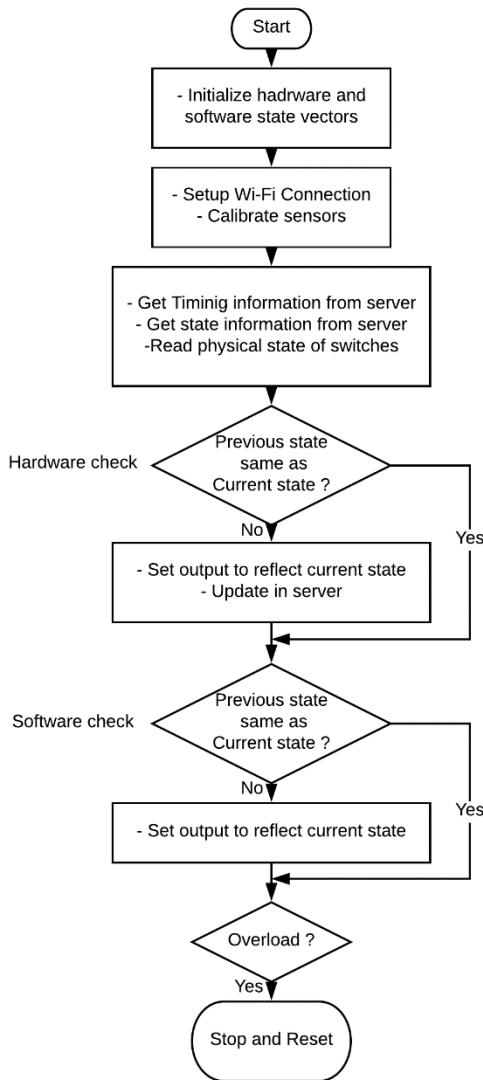 Start
- Initialize hadrware and
software state vectors
- Setup Wi-Fi Connection
- Calibrate sensors
- Get Timinig information from server
- Get state information from server
-Read physical state of switches
Hardware check
Previous state
same as
Current state ?
No
Yes
- Set output to reflect current state
- Update in server
Software check
Previous state
same as
Current state ?
No
Yes
- Set output to reflect current state
Overload ?
Yes
Stop and Reset